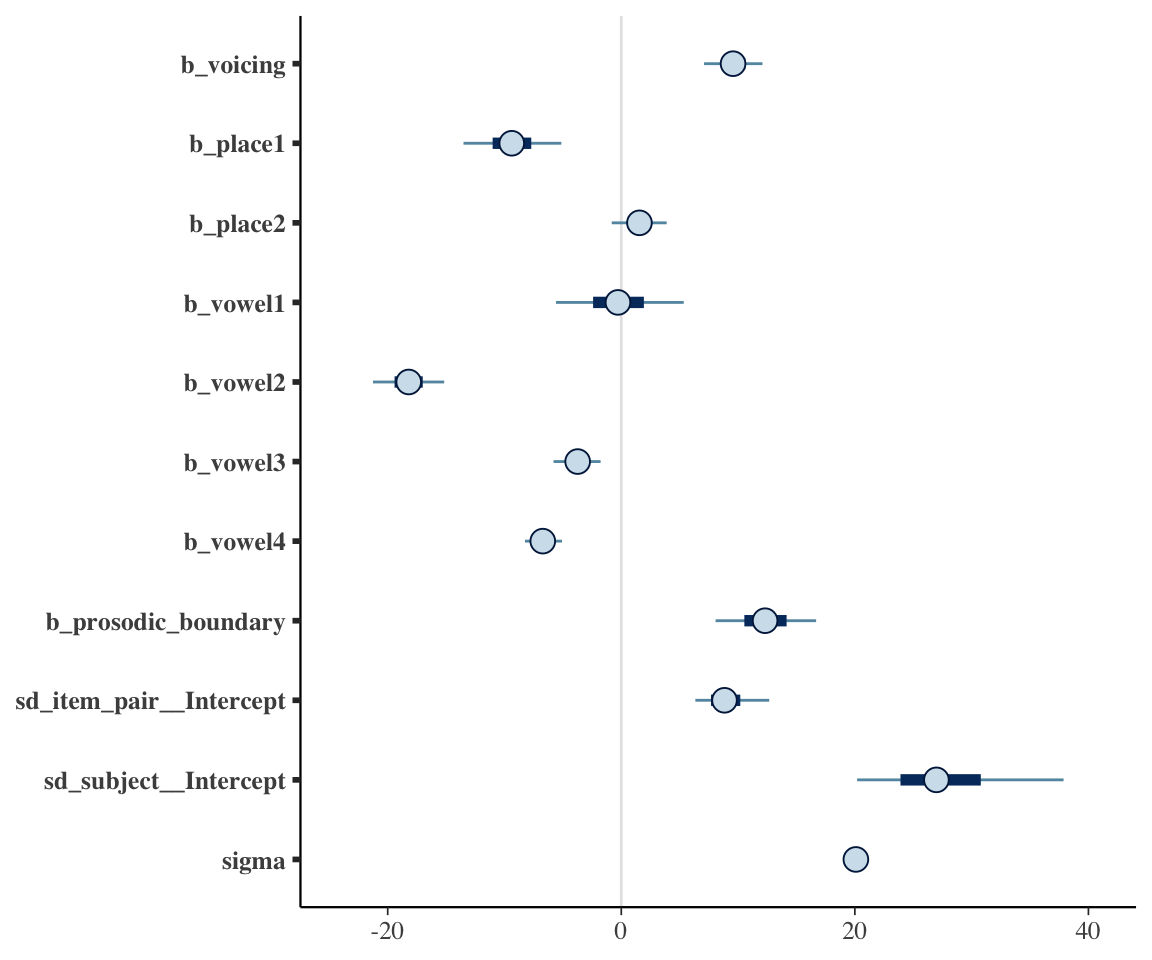 b_voicing
b_place1
b_place2
b_vowel1
b_vowel2
b_vowel3
b_vowel4
b_prosodic_boundary
sd_item_pair__Intercept
sd_subject__Intercept
sigma
-20 0 20 40